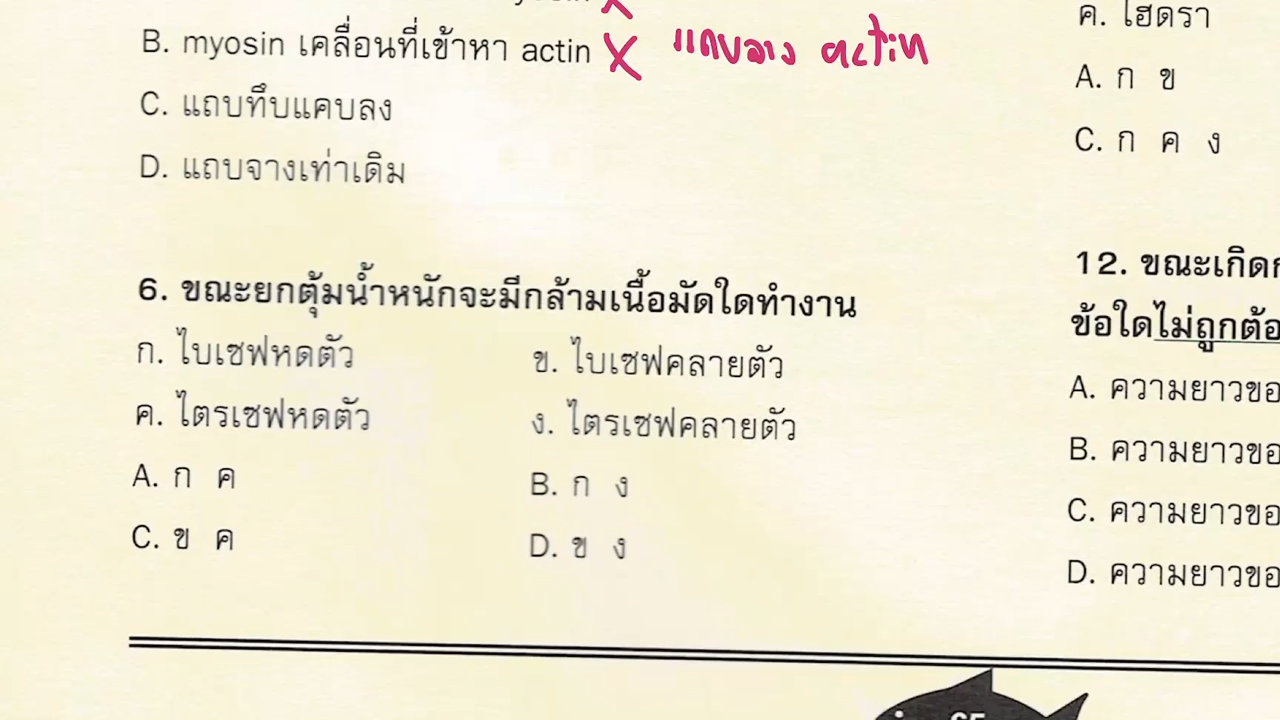 B. myosin เคลื่อนที่เข้าหา actin X แถบจาง actin
C. แถบทึบแคบลง
D. แถบจางเท่าเดิม
6. ขณะยกตุ้มน้ำหนักจะมีกล้ามเนื้อมัดใดทำงาน
ก. ไบเซฟหดตัว ข. ไบเซฟคลายตัว
ค. ไตรเซฟหดตัว ง. ไตรเซฟคลายตัว
A. ก ค B. ก ง
C. ข ค D. ข ง
ค. ไฮดรา
A. ก ข
C. ก ค ง
12. ขณะเกิด
ข้อใดไม่ถูกต้อ
A. ความยาวขอ
B. ความยาวขอ
C. ความยาวขอ
D. ความยาวขอ